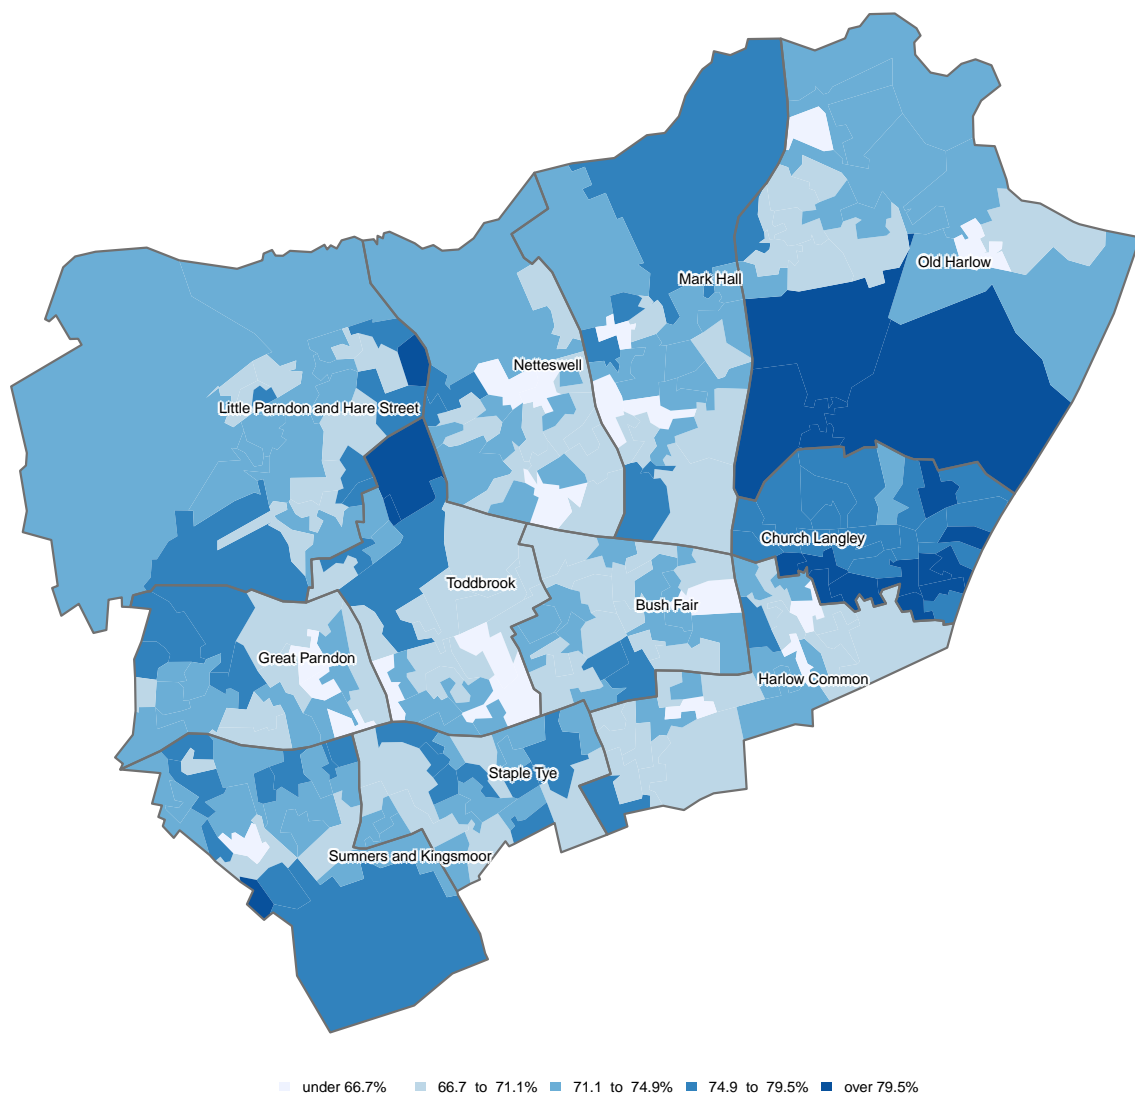 Old Harlow
Mark Hall
Netteswell
Little Parndon and Hare Street
Church Langley
Toddbrook
Bush Fair
Great Parndon
Harlow Common
Staple Tye
Sumners and Kingsmoor
under 66.7% 66.7 to 71.1% 71.1 to 74.9% 74.9 to 79.5% over 79.5%